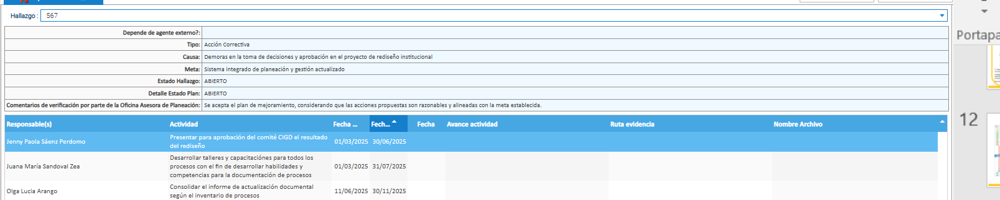 Hallazgo : 567
Depende de agente externo?:
Tipo: Acción Correctiva
Causa: Demoras en la toma de decisiones y aprobación en el proyecto de rediseño institucional
Meta: Sistema integrado de planeación y gestión actualizado
Estado Hallazgo: ABIERTO
Detalle Estado Plan: ABIERTO
Comentarios de verificación por parte de la Oficina Asesora de Planeación: Se acepta el plan de mejoramiento, considerando que las acciones propuestas son razonables y alineadas con la meta establecida.
Responsable(s) Actividad Fecha ... Fech... Fecha Avance actividad Ruta evidencia Nombre Archivo
Jenny Paola Sáenz Perdomo
Presentar para aprobación del comité CIGD el resultado
del rediseño
01/03/2025 30/06/2025
Juana María Sandoval Zea
Desarrollar talleres y capacitaciónes para todos los
procesos con el fin de desarrollar habilidades y
competencias para la documentación de procesos
01/03/2025 31/07/2025
Olga Lucia Arango
Consolidar el informe de actualización documental
según el inventario de procesos
11/06/2025 30/11/2025
Portapa
12